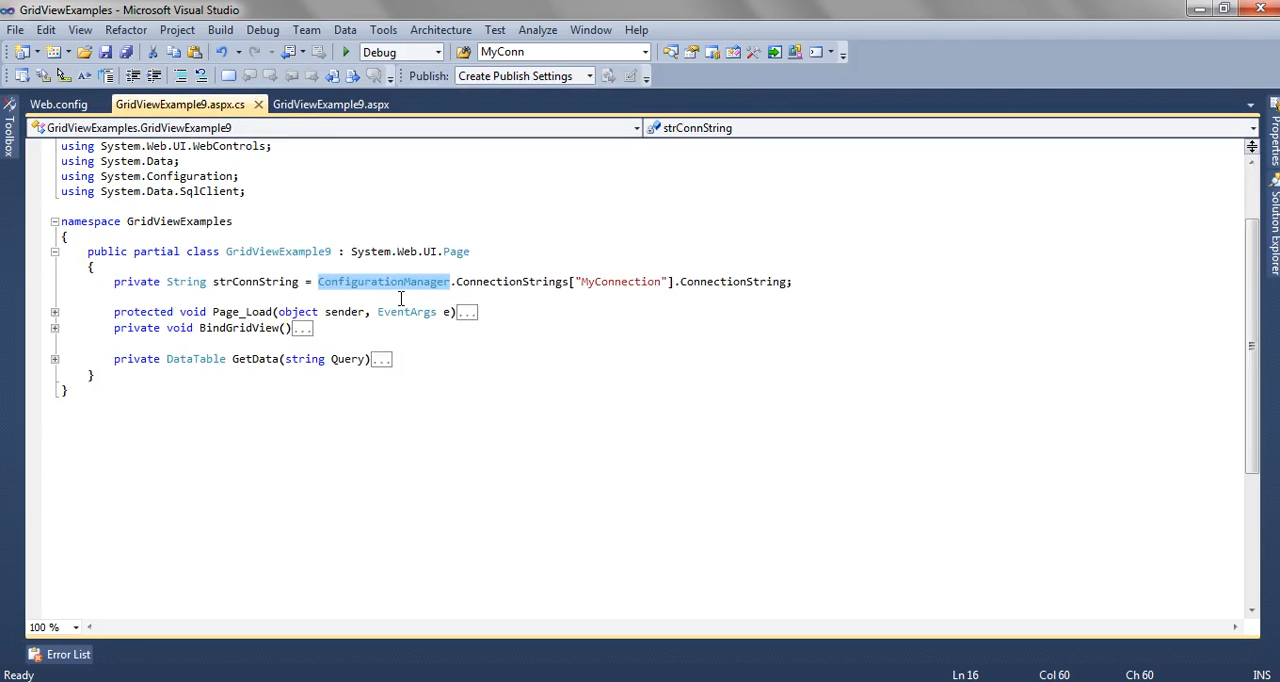 GridViewExamples - Microsoft Visual Studio
File Edit View Refactor Project Build Debug Team Data Tools Architecture Test Analyze Window Help
Debug MyConn
Publish: Create Publish Settings
Web.config GridViewExample9.aspx.cs GridViewExample9.aspx
GridViewExamples.GridViewExample9 strConnString
Toolbox
Properties
Solution Explorer
using System.Web.UI.WebControls;
using System.Data;
using System.Configuration;
using System.Data.SqlClient;
namespace GridViewExamples
{
public partial class GridViewExample9 : System.Web.UI.Page
{
private String strConnString = ConfigurationManager.ConnectionStrings["MyConnection"].ConnectionString;
protected void Page_Load(object sender, EventArgs e)...
private void BindGridView()...
private DataTable GetData(string Query)...
}
}
100 %
Error List
Ready Ln 16 Col 60 Ch 60 INS